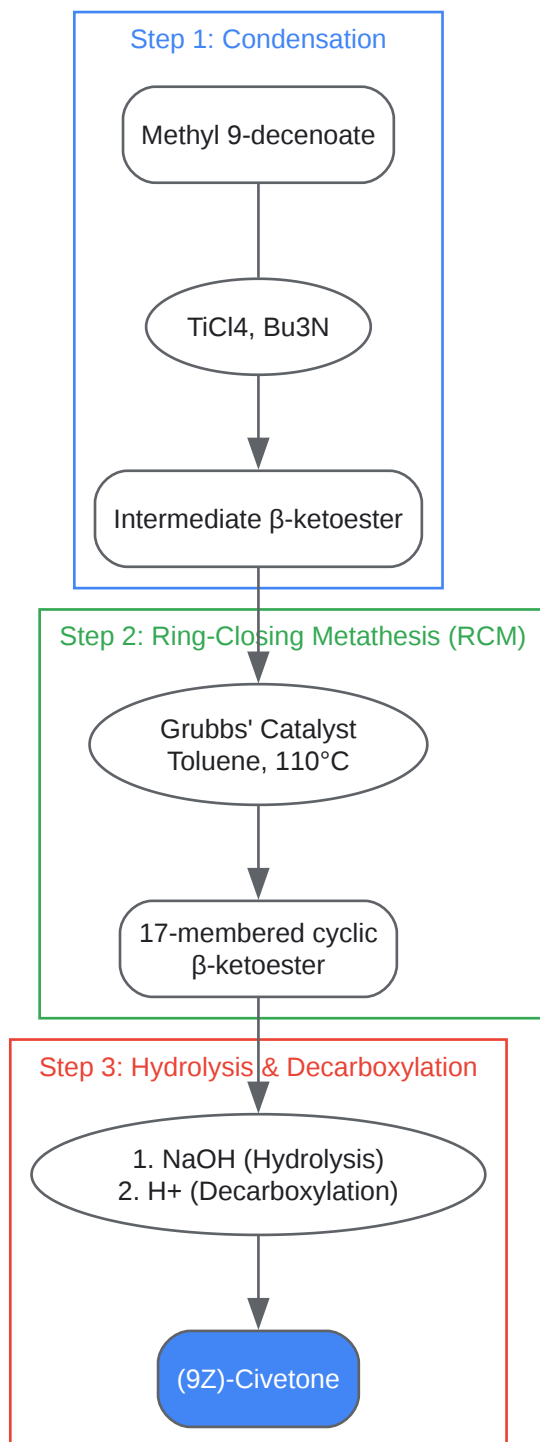 Step 1: Condensation
Methyl 9-decenoate
TiCl4, Bu3N
Intermediate β-ketoester
Step 2: Ring-Closing Metathesis (RCM)
Grubbs' Catalyst
Toluene, 110°C
17-membered cyclic
β-ketoester
Step 3: Hydrolysis & Decarboxylation
1. NaOH (Hydrolysis)
2. H+ (Decarboxylation)
(9Z)-Civetone